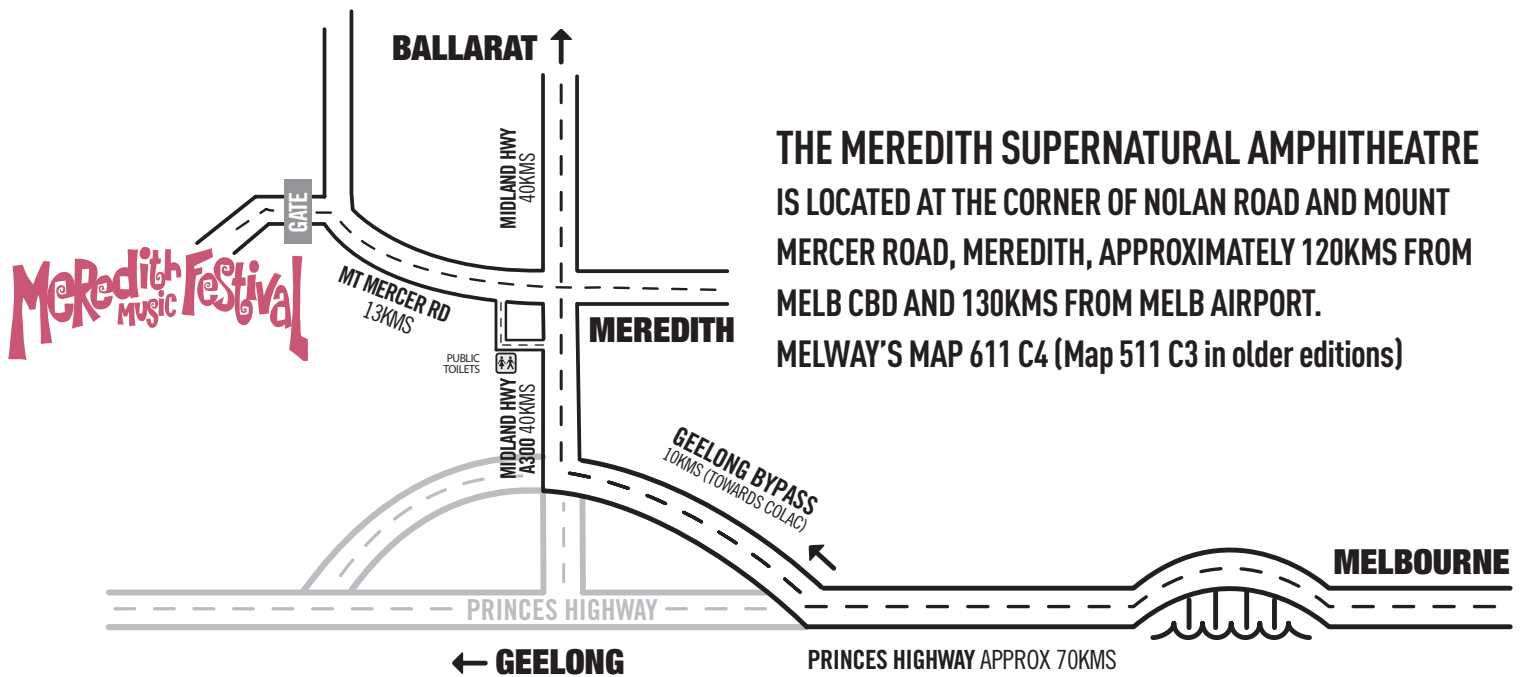 BALLARAT
MIDLAND HWY
40KMS
GATE
Meredith
Music
Festival
MT MERCER RD
13KMS
MEREDITH
PUBLIC
TOILETS
MIDLAND HWY
A300 40KMS
THE MEREDITH SUPERNATURAL AMPHITHEATRE
IS LOCATED AT THE CORNER OF NOLAN ROAD AND MOUNT
MERCER ROAD, MEREDITH, APPROXIMATELY 120KMS FROM
MELB CBD AND 130KMS FROM MELB AIRPORT.
MELWAY'S MAP 611 C4 (Map 511 C3 in older editions)
GEELONG BYPASS
10KMS (TOWARDS COLAC)
MELBOURNE
PRINCES HIGHWAY
GEELONG
PRINCES HIGHWAY APPROX 70KMS